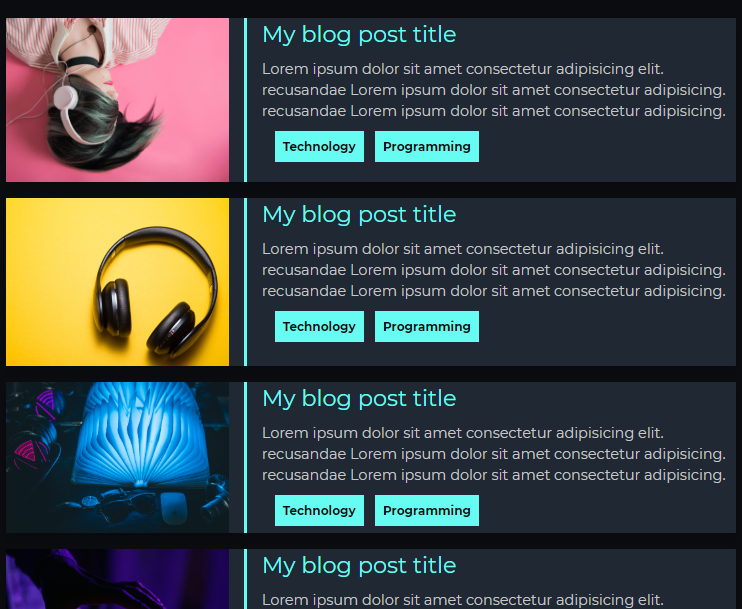 My blog post title
Lorem ipsum dolor sit amet consectetur adipisicing elit.
recusandae Lorem ipsum dolor sit amet consectetur adipisicing.
recusandae Lorem ipsum dolor sit amet consectetur adipisicing.
Technology Programming
My blog post title
Lorem ipsum dolor sit amet consectetur adipisicing elit.
recusandae Lorem ipsum dolor sit amet consectetur adipisicing.
recusandae Lorem ipsum dolor sit amet consectetur adipisicing.
Technology Programming
My blog post title
Lorem ipsum dolor sit amet consectetur adipisicing elit.
recusandae Lorem ipsum dolor sit amet consectetur adipisicing.
recusandae Lorem ipsum dolor sit amet consectetur adipisicing.
Technology Programming
My blog post title
Lorem ipsum dolor sit amet consectetur adipisicing elit.